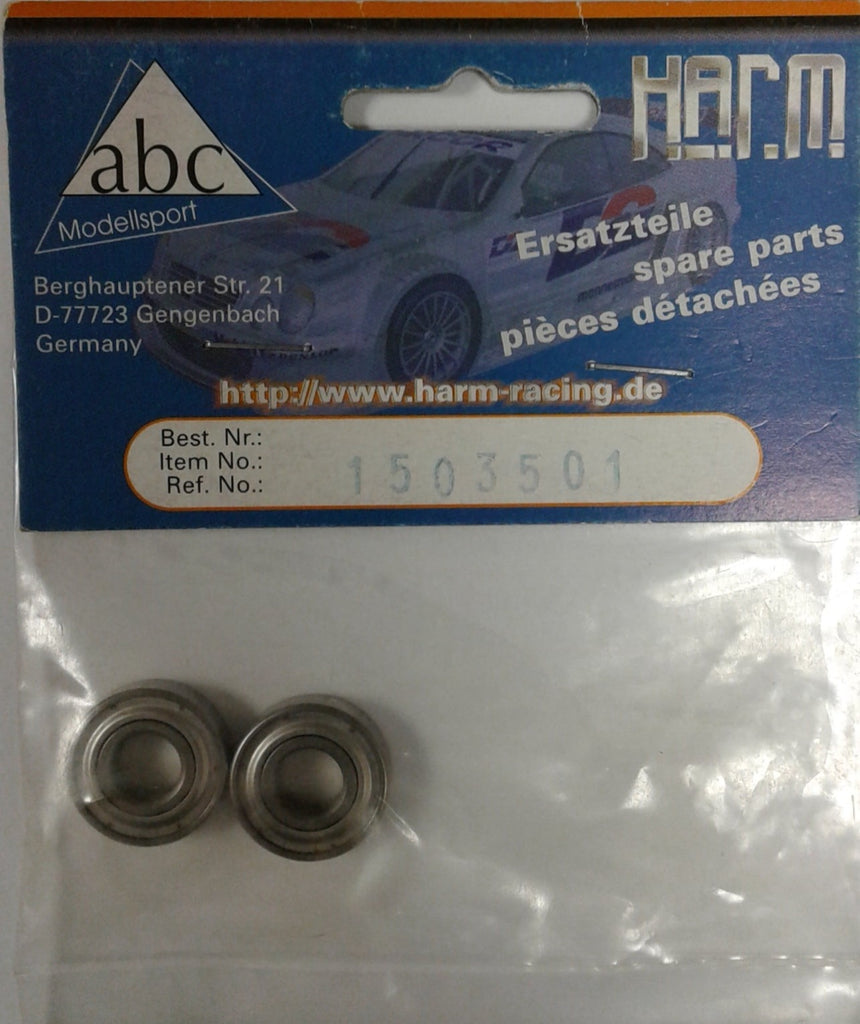 abc
Modellsport
HARM
Berghauptener Str. 21
D-77723 Gengenbach
Germany
Ersatzteile
spare parts
pièces détachées
http://www.harm-racing.de
Best. Nr.:
Item No.:
Ref. No.:
1503501